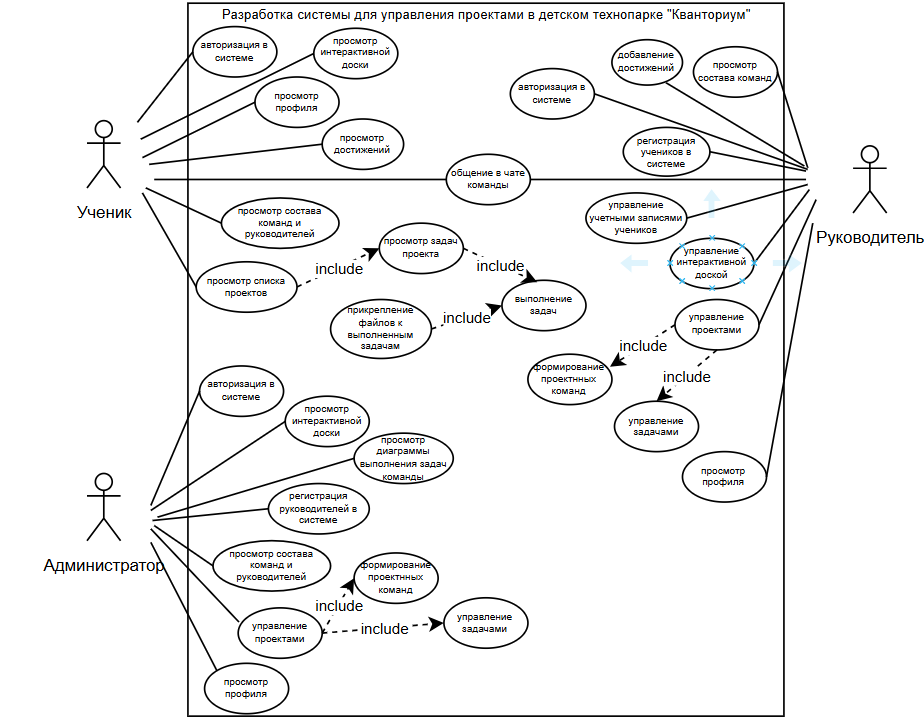 Разработка системы для управления проектами в детском технопарке "Кванториум"
авторизация в
системе
просмотр
интерактивной
доски
просмотр
профиля
просмотр
достижений
Ученик
общение в чате
команды
просмотр состава
команд и
руководителей
просмотр списка
проектов
include
просмотр задач
проекта
include
выполнение
задач
прикрепление
файлов к
выполненным
задачам
include
добавление
достижений
просмотр
состава команд
авторизация в
системе
регистрация
учеников в
системе
Руководитель
управление
учетными записями
учеников
управление
интерактивной
доской
управление
проектами
include
include
формирование
проектнных
команд
управление
задачами
просмотр
профиля
авторизация в
системе
просмотр
интерактивной
доски
просмотр
диаграммы
выполнения задач
команды
регистрация
руководителей в
системе
Администратор
просмотр состава
команд и
руководителей
формирование
проектнных
команд
include
управление
проектами
include
управление
задачами
просмотр
профиля